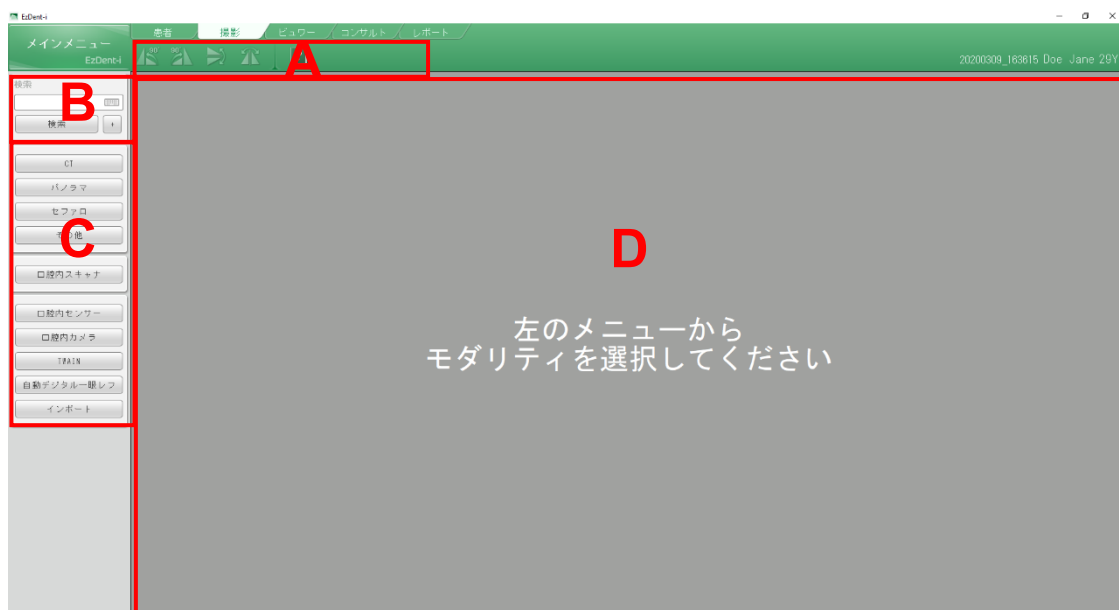 EzDent-i
メインメニュー
EzDent-i
患者 撮影 ビュワー コンサルト レポート
90 90
A
20200309_163615 Doe Jane 29Y
検索
B
検索 +
CT
パノラマ
セファロ
その他
C
口腔内スキャナ
口腔内センサー
口腔内カメラ
TWAIN
自動デジタル一眼レフ
インポート
D
左のメニューから
モダリティを選択してください